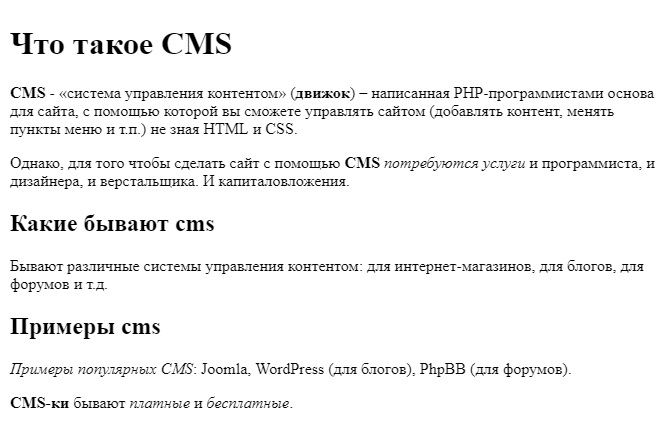 Что такое CMS
CMS - «система управления контентом» (движок) – написанная PHP-программистами основа
для сайта, с помощью которой вы сможете управлять сайтом (добавлять контент, менять
пункты меню и т.п.) не зная HTML и CSS.
Однако, для того чтобы сделать сайт с помощью CMS потребуются услуги и программиста, и
дизайнера, и верстальщика. И капиталовложения.
Какие бывают cms
Бывают различные системы управления контентом: для интернет-магазинов, для блогов, для
форумов и т.д.
Примеры cms
Примеры популярных CMS: Joomla, WordPress (для блогов), PhpBB (для форумов).
CMS-ки бывают платные и бесплатные.